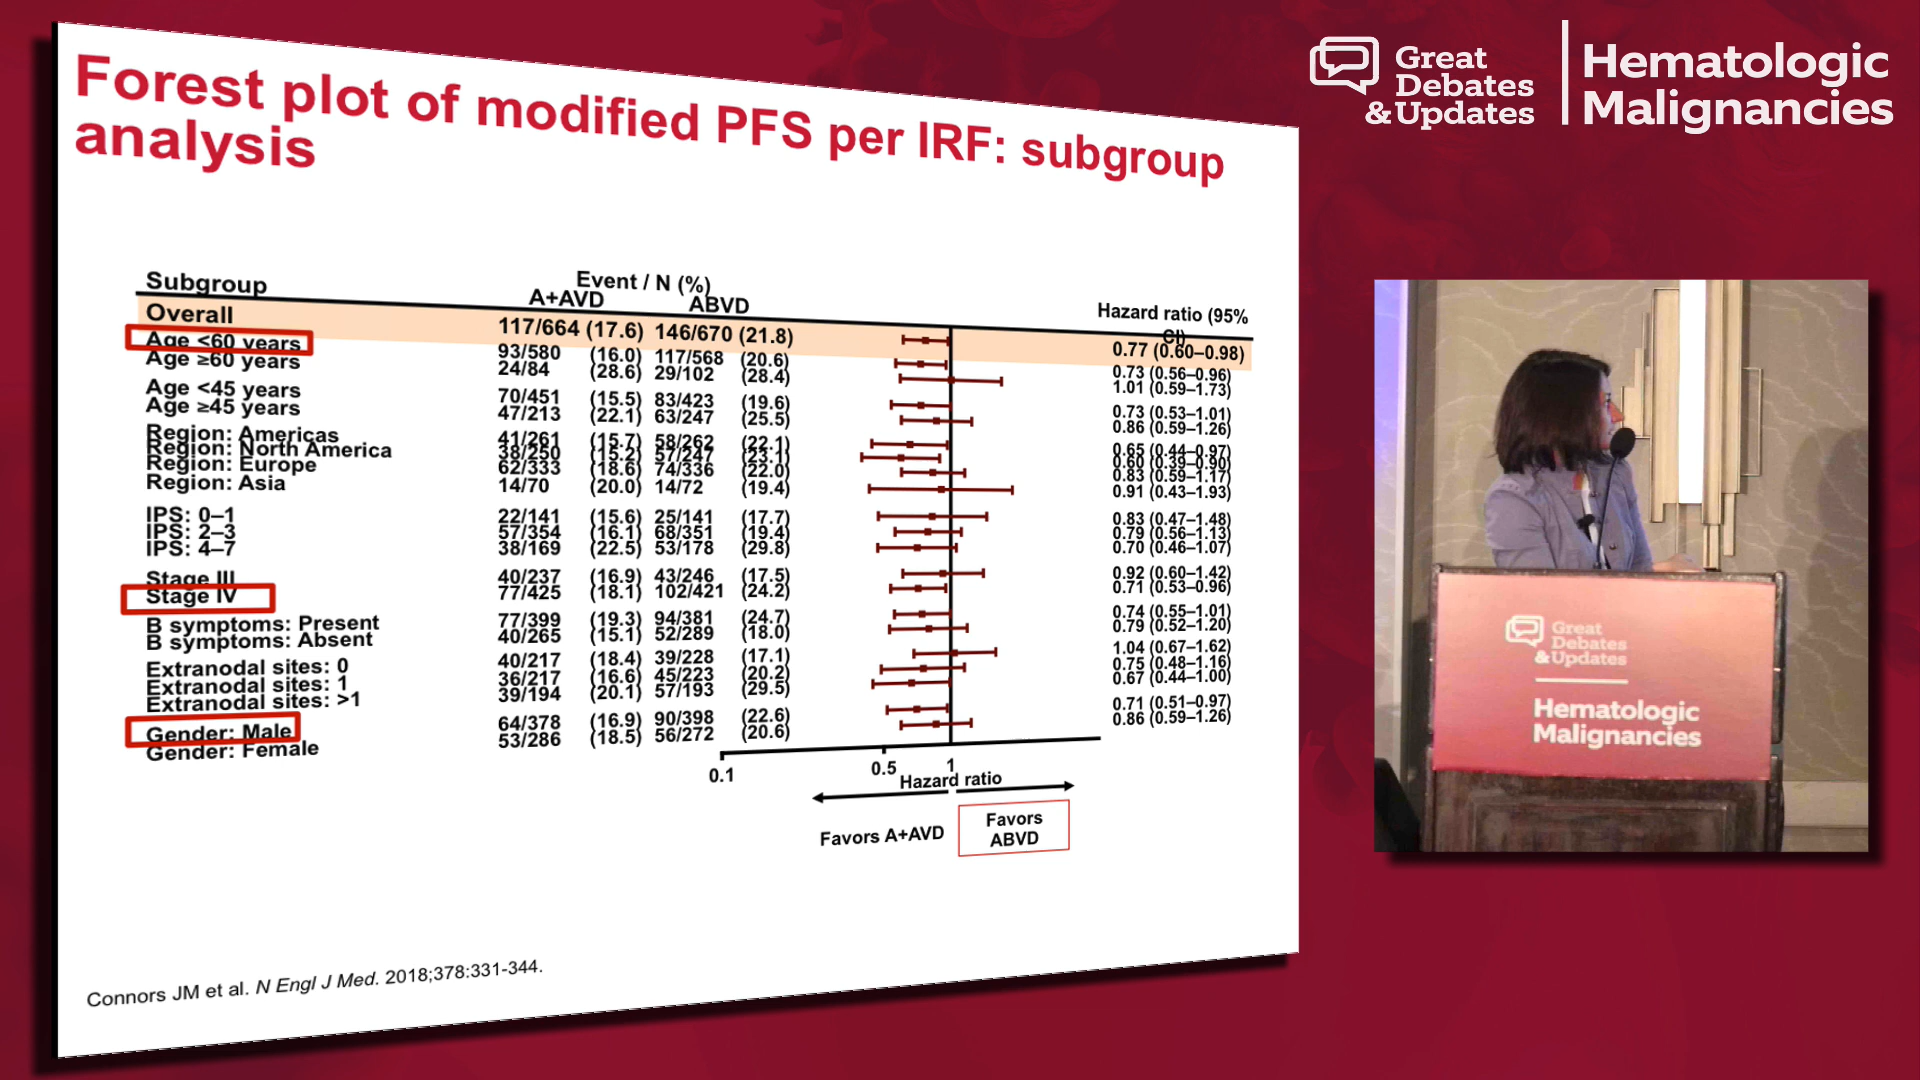 Forest plot of modified PFS per IRF: subgroup
analysis
Great
Debates
&Updates
Hematologic
Malignancies
Subgroup Event / N (%)
A+AVD ABVD Hazard ratio (95%
CI)
Overall 117/664 (17.6) 146/670 (21.8) 0.77 (0.60–0.98)
Age <60 years 93/580 (16.0) 117/568 (20.6) 0.73 (0.56–0.96)
Age ≥60 years 24/84 (28.6) 29/102 (28.4) 1.01 (0.59–1.73)
Age <45 years 70/451 (15.5) 83/423 (19.6) 0.73 (0.53–1.01)
Age ≥45 years 47/213 (22.1) 63/247 (25.5) 0.86 (0.59–1.26)
Region: Americas 41/261 (15.7) 58/262 (22.1) 0.65 (0.44–0.97)
Region: North America 38/250 (15.2) 57/247 (23.1) 0.60 (0.39–0.90)
Region: Europe 62/333 (18.6) 74/336 (22.0) 0.83 (0.59–1.17)
Region: Asia 14/70 (20.0) 14/72 (19.4) 0.91 (0.43–1.93)
IPS: 0–1 22/141 (15.6) 25/141 (17.7) 0.83 (0.47–1.48)
IPS: 2–3 57/354 (16.1) 68/351 (19.4) 0.79 (0.56–1.13)
IPS: 4–7 38/169 (22.5) 53/178 (29.8) 0.70 (0.46–1.07)
Stage III 40/237 (16.9) 43/246 (17.5) 0.92 (0.60–1.42)
Stage IV 77/425 (18.1) 102/421 (24.2) 0.71 (0.53–0.96)
B symptoms: Present 77/399 (19.3) 94/381 (24.7) 0.74 (0.55–1.01)
B symptoms: Absent 40/265 (15.1) 52/289 (18.0) 0.79 (0.52–1.20)
Extranodal sites: 0 40/217 (18.4) 39/228 (17.1) 1.04 (0.67–1.62)
Extranodal sites: 1 36/217 (16.6) 45/223 (20.2) 0.75 (0.48–1.16)
Extranodal sites: >1 39/194 (20.1) 57/193 (29.5) 0.67 (0.44–1.00)
Gender: Male 64/378 (16.9) 90/398 (22.6) 0.71 (0.51–0.97)
Gender: Female 53/286 (18.5) 56/272 (20.6) 0.86 (0.59–1.26)
0.1 0.5 1
Hazard ratio
Favors A+AVD
Favors
ABVD
Connors JM et al. N Engl J Med. 2018;378:331-344.
Great
Debates
&Updates
Hematologic
Malignancies